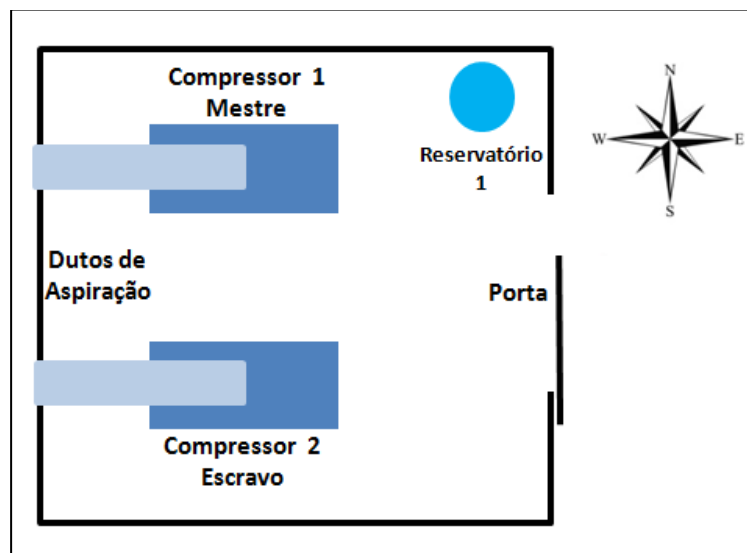 Compressor 1
Mestre
Reservatório
1
N
W
E
S
Dutos de
Aspiração
Porta
Compressor 2
Escravo